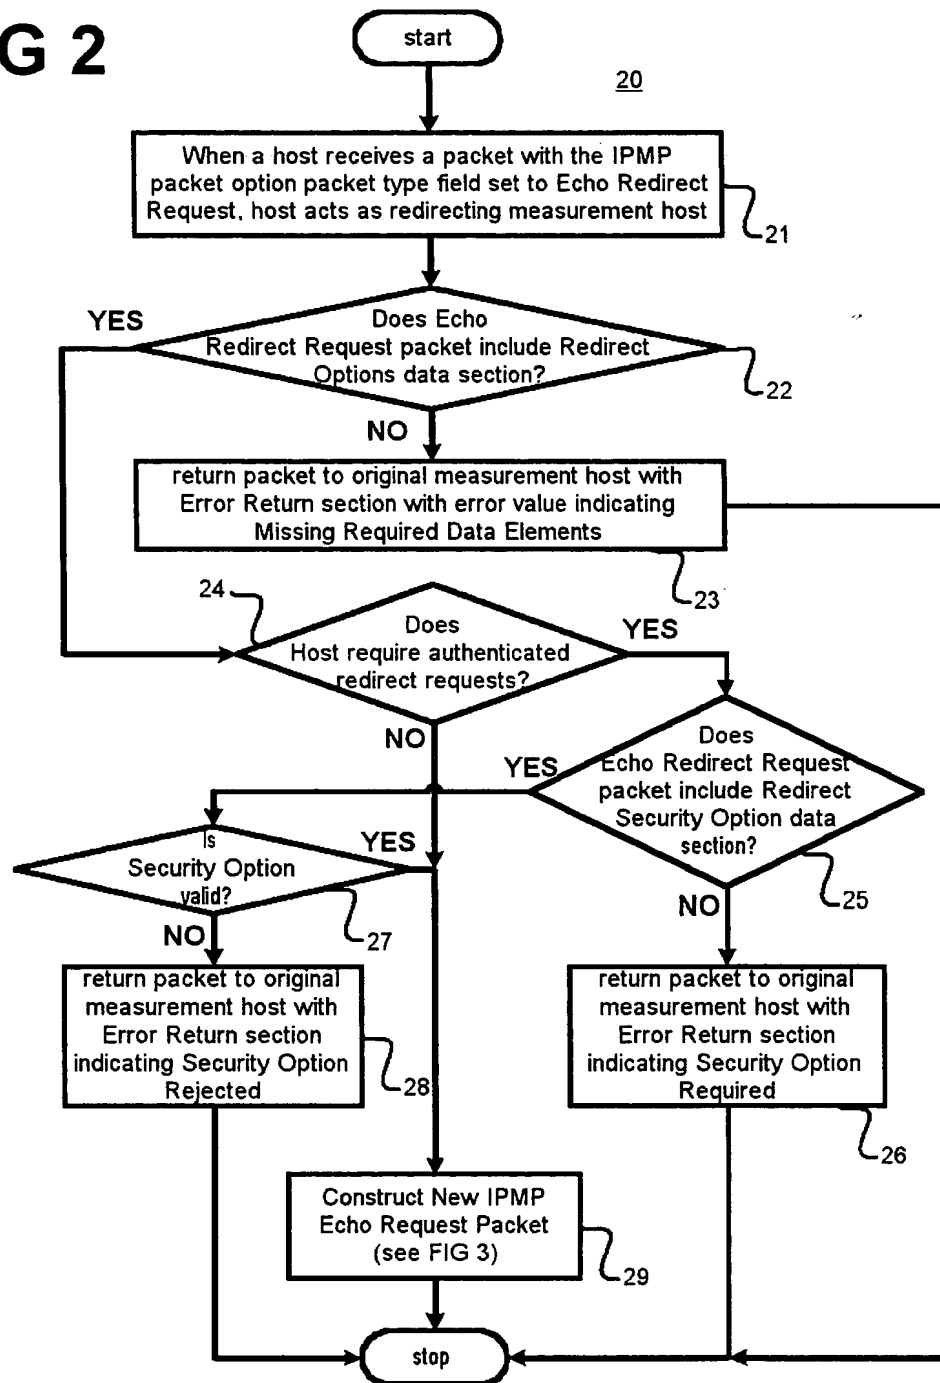 G 2
start
20
When a host receives a packet with the IPMP
packet option packet type field set to Echo Redirect
Request, host acts as redirecting measurement host
21
YES
Does Echo
Redirect Request packet include Redirect
Options data section?
22
NO
return packet to original measurement host with
Error Return section with error value indicating
Missing Required Data Elements
23
24
Does
Host require authenticated
redirect requests?
YES
NO
Does
Echo Redirect Request
packet include Redirect
Security Option data
section?
25
YES
Is
Security Option
valid?
27
YES
NO
NO
return packet to original
measurement host with
Error Return section
indicating Security Option
Rejected
28
return packet to original
measurement host with
Error Return section
indicating Security Option
Required
26
Construct New IPMP
Echo Request Packet
(see FIG 3)
29
stop